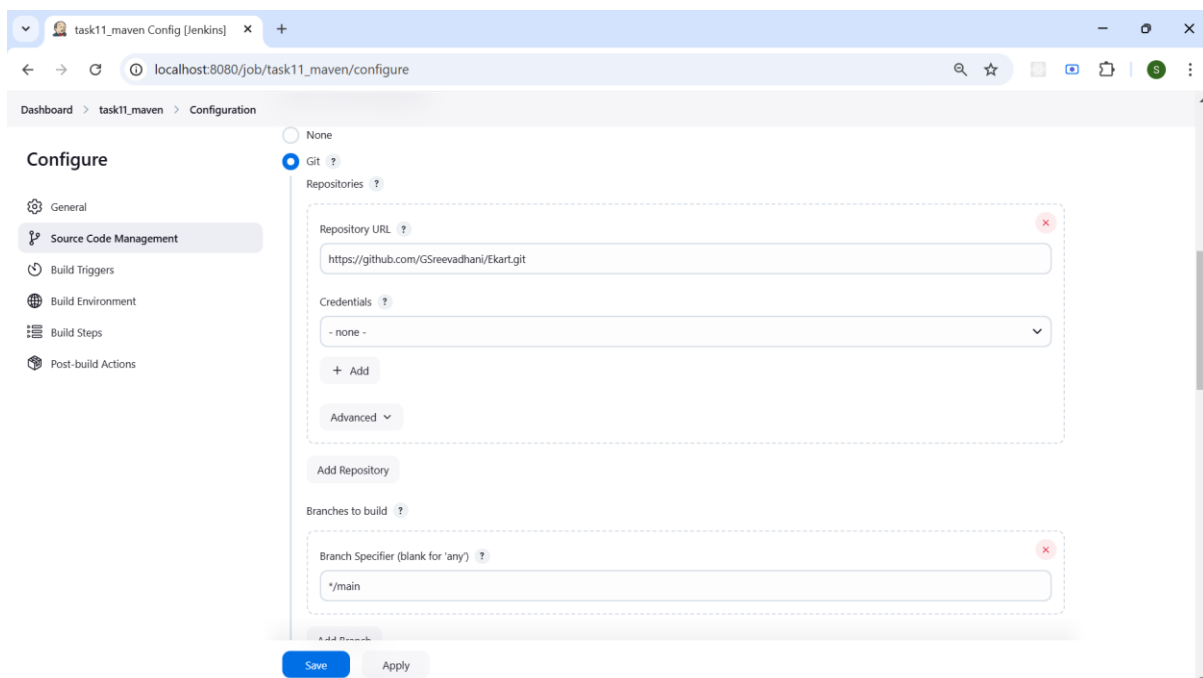 task11_maven Config [Jenkins]
localhost:8080/job/task11_maven/configure
S
Dashboard > task11_maven > Configuration
Configure
General
Source Code Management
Build Triggers
Build Environment
Build Steps
Post-build Actions
None
Git ?
Repositories ?
Repository URL ?
https://github.com/GSreevadhani/Ekart.git
Credentials ?
- none -
+ Add
Advanced
Add Repository
Branches to build ?
Branch Specifier (blank for 'any') ?
*/main
Add Branch
Save Apply